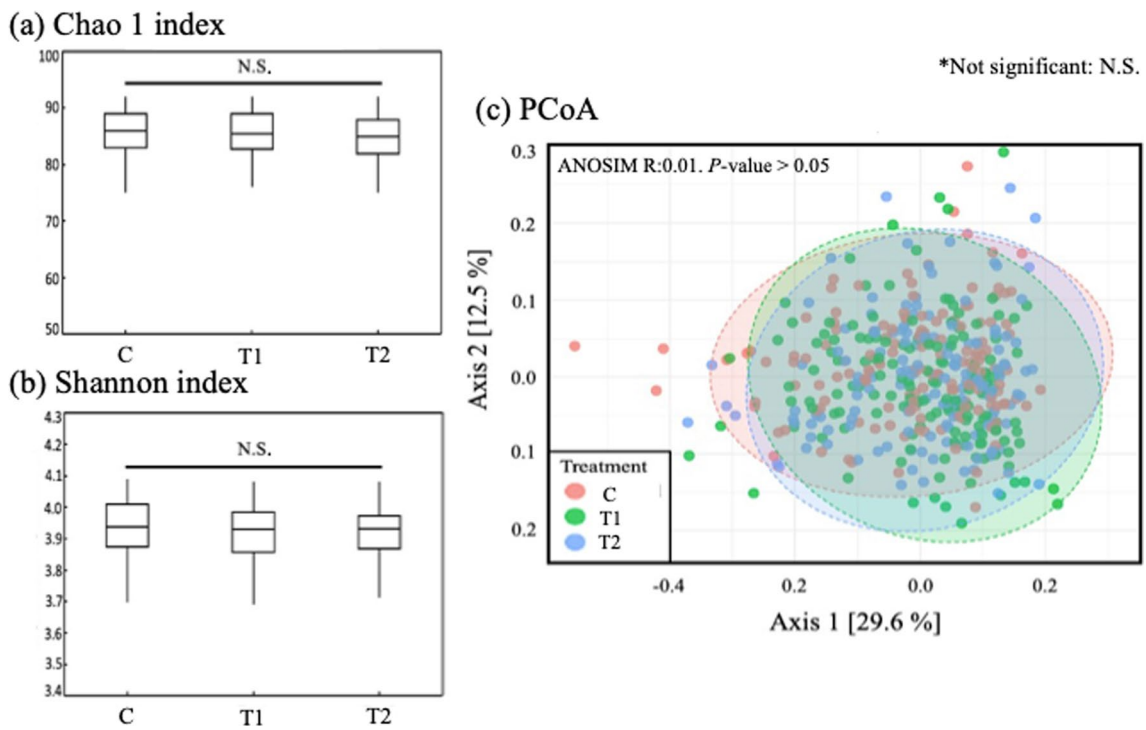 (a) Chao 1 index
100
90
80
70
60
50
N.S.
C T1 T2
(b) Shannon index
4.3
4.2
4.1
4.0
3.9
3.8
3.7
3.6
3.5
3.4
N.S.
C T1 T2
*Not significant: N.S.
(c) PCoA
ANOSIM R:0.01. P-value > 0.05
Axis 2 [12.5 %]
0.3
0.2
0.1
0.0
0.1
0.2
Treatment
C
T1
T2
-0.4 0.2 0.0 0.2
Axis 1 [29.6 %]